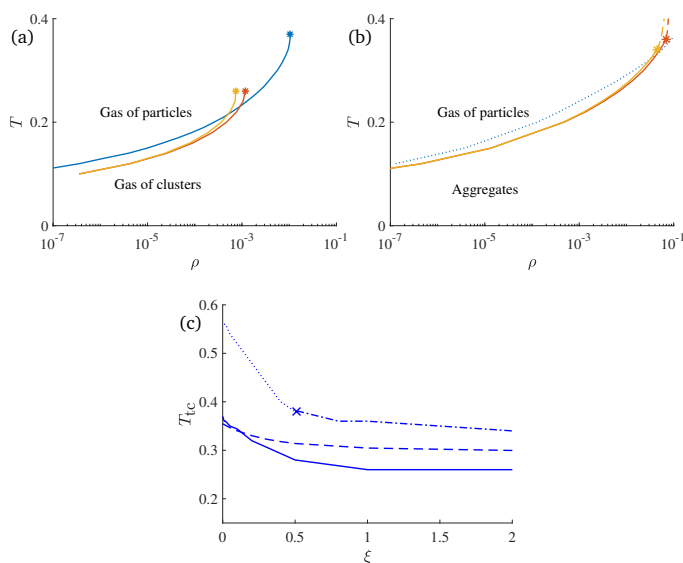 (a)
0.4
0.2
0
T
Gas of particles
Gas of clusters
10^-7
10^-5
10^-3
10^-1
ρ
(b)
0.4
0.2
0
T
Gas of particles
Aggregates
10^-7
10^-5
10^-3
10^-1
ρ
(c)
0.6
0.5
0.4
0.3
0.2
T_tc
0
0.5
1
1.5
2
ξ